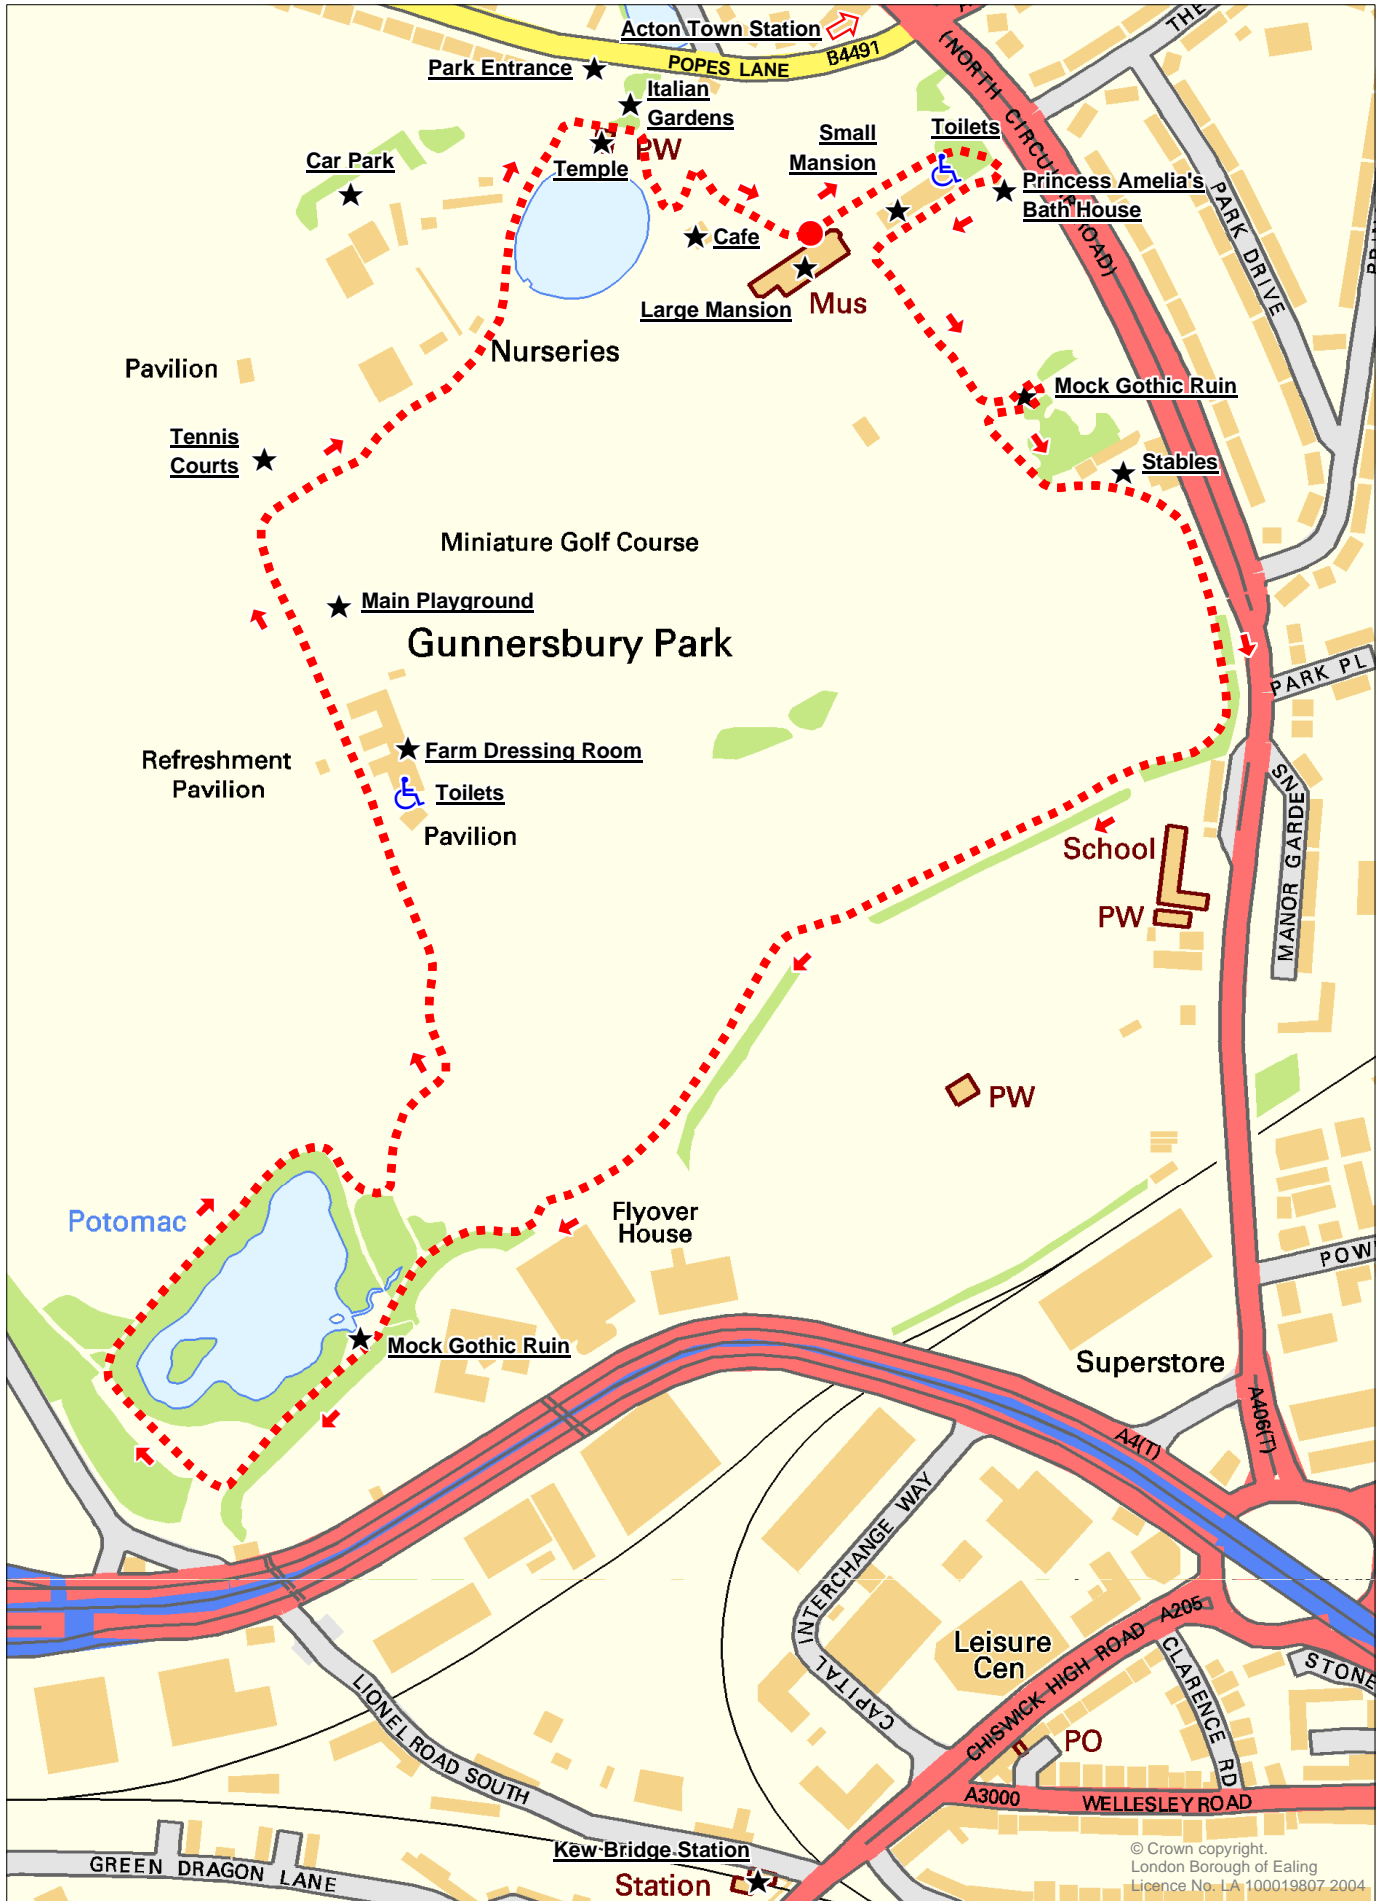 THE
Acton Town Station
B4491
POPES LANE
Park Entrance
(NORTH CIRCULAR ROAD)
Italian
Gardens
PW
Temple
Small
Mansion
Toilets
Car Park
Princess Amelia's
Bath House
PARK DRIVE
Cafe
Large Mansion
Mus
Nurseries
Pavilion
Mock Gothic Ruin
Tennis
Courts
Stables
Miniature Golf Course
Main Playground
Gunnersbury Park
PARK PL
Farm Dressing Room
Refreshment
Pavilion
Toilets
Pavilion
MANOR GARDENS
School
PW
PW
Potomac
Flyover
House
POW
Mock Gothic Ruin
Superstore
A406(T)
A4(T)
INTERCHANGE WAY
CAPITAL
Leisure
Cen
CHISWICK HIGH ROAD
A205
CLARENCE RD
STONE
LIONEL ROAD SOUTH
PO
A3000
WELLESLEY ROAD
Kew Bridge Station
Station
GREEN DRAGON LANE
© Crown copyright.
London Borough of Ealing
Licence No. LA 100019807 2004